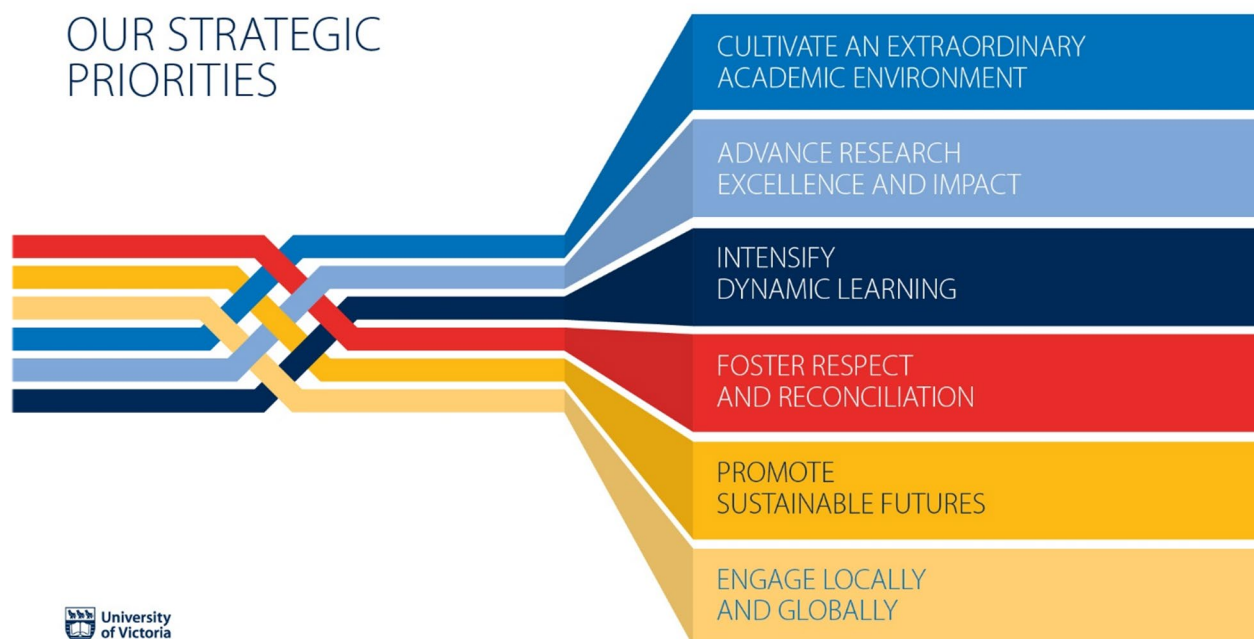 OUR STRATEGIC
PRIORITIES
CULTIVATE AN EXTRAORDINARY
ACADEMIC ENVIRONMENT
ADVANCE RESEARCH
EXCELLENCE AND IMPACT
INTENSIFY
DYNAMIC LEARNING
FOSTER RESPECT
AND RECONCILIATION
PROMOTE
SUSTAINABLE FUTURES
ENGAGE LOCALLY
AND GLOBALLY
University
of Victoria